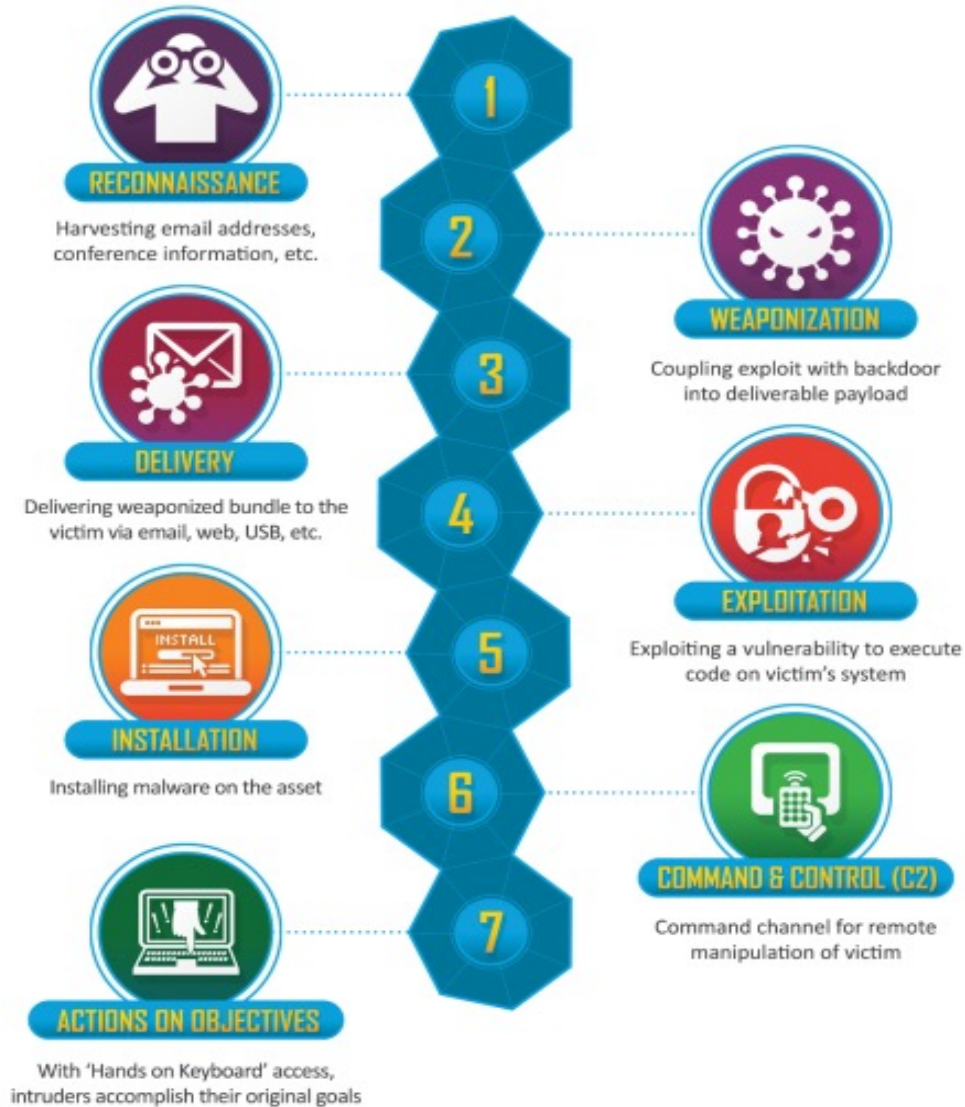 1
RECONNAISSANCE
Harvesting email addresses,
conference information, etc.
2
WEAPONIZATION
Coupling exploit with backdoor
into deliverable payload
3
DELIVERY
Delivering weaponized bundle to the
victim via email, web, USB, etc.
4
EXPLOITATION
Exploiting a vulnerability to execute
code on victim's system
5
INSTALL
INSTALLATION
Installing malware on the asset
6
COMMAND & CONTROL (C2)
Command channel for remote
manipulation of victim
7
ACTIONS ON OBJECTIVES
With 'Hands on Keyboard' access,
intruders accomplish their original goals